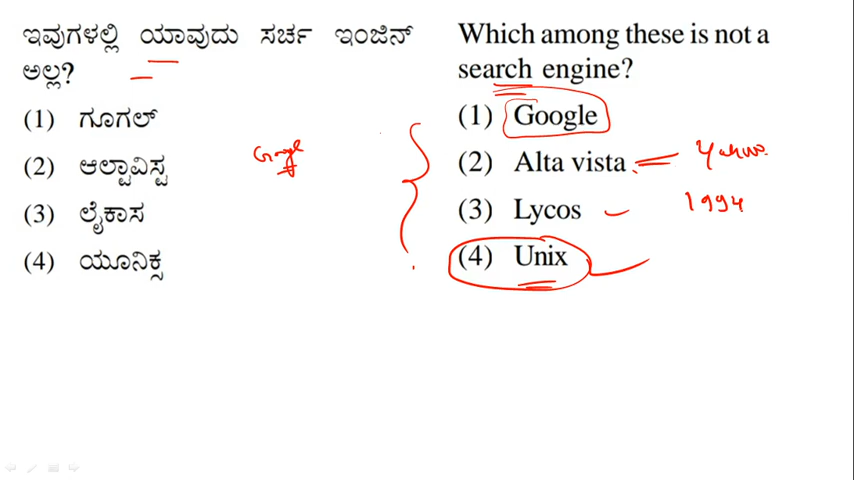 ಇವುಗಳಲ್ಲಿ ಯಾವುದು ಸರ್ಚ ಇಂಜಿನ್
ಅಲ್ಲ?
(1) ಗೂಗಲ್
(2) ಆಲ್ಟಾವಿಸ್ಟ
(3) ಲೈಕಾಸ
(4) ಯೂನಿಕ್ಸ
Google
Which among these is not a
search engine?
(1) Google
(2) Alta vista
Yahoo.
(3) Lycos
1994
(4) Unix